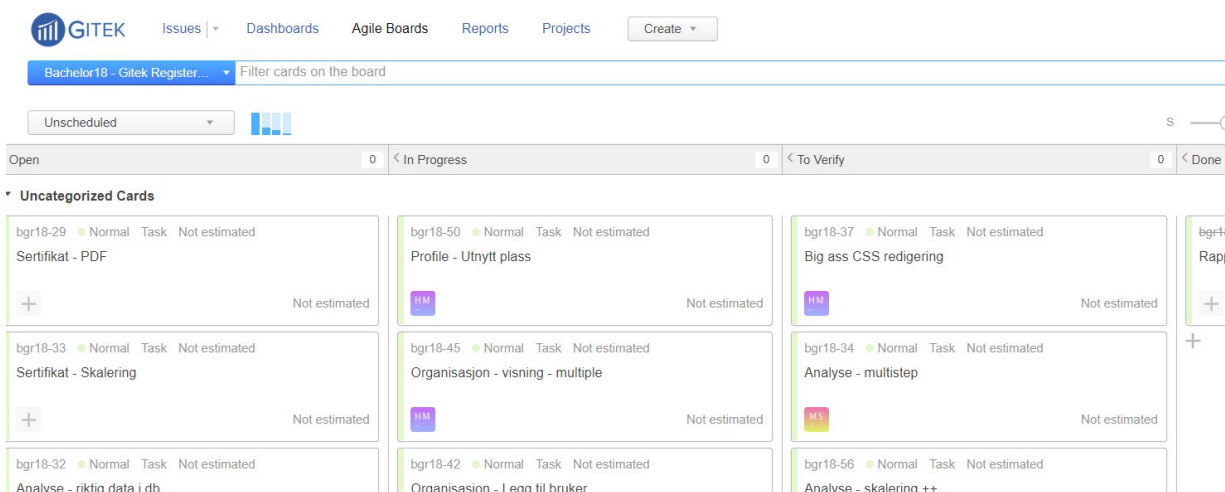 GITEK Issues Dashboards Agile Boards Reports Projects Create
Bachelor18 - Gitek Register... Filter cards on the board
Unscheduled S
Open 0 In Progress 0 To Verify 0 Done
Uncategorized Cards
bgr18-29 Normal Task Not estimated
Sertifikat - PDF
Not estimated
bgr18-50 Normal Task Not estimated
Profile - Utnytt plass
HM
Not estimated
bgr18-37 Normal Task Not estimated
Big ass CSS redigering
HM
Not estimated
bgr18-33 Normal Task Not estimated
Sertifikat - Skalering
Not estimated
bgr18-45 Normal Task Not estimated
Organisasjon - visning - multiple
HM
Not estimated
bgr18-34 Normal Task Not estimated
Analyse - multistep
MS
Not estimated
bgr18-32 Normal Task Not estimated
Analyse - riktig data i db
bgr18-42 Normal Task Not estimated
Organisasjon - Legg til bruker
bgr18-56 Normal Task Not estimated
Analyse - skalering ++